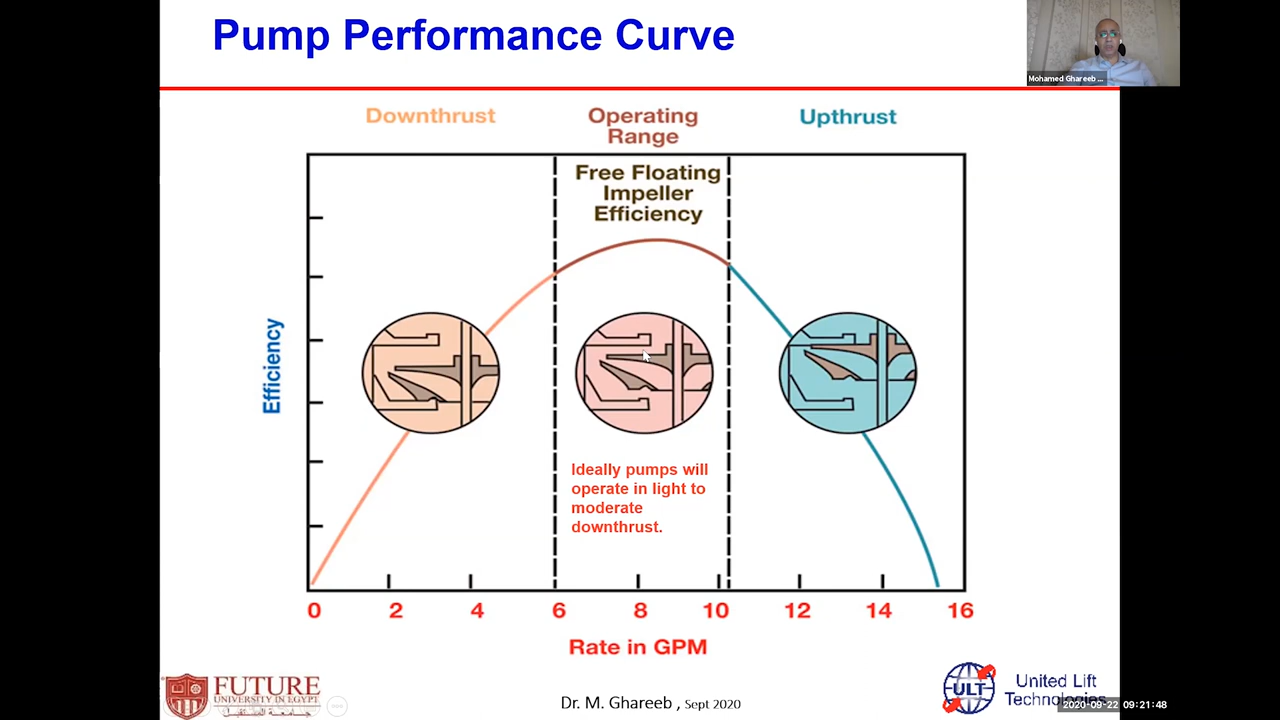 Pump Performance Curve
Mohamed Ghareeb ...
Downthrust
Operating
Range
Upthrust
Free Floating
Impeller
Efficiency
Efficiency
Ideally pumps will
operate in light to
moderate
downthrust.
0 2 4 6 8 10 12 14 16
Rate in GPM
FUTURE
UNIVERSITY IN EGYPT
جامعة المستقبل
Dr. M. Ghareeb , Sept 2020
ULT
United Lift
Technologies
2020-09-22 09:21:48